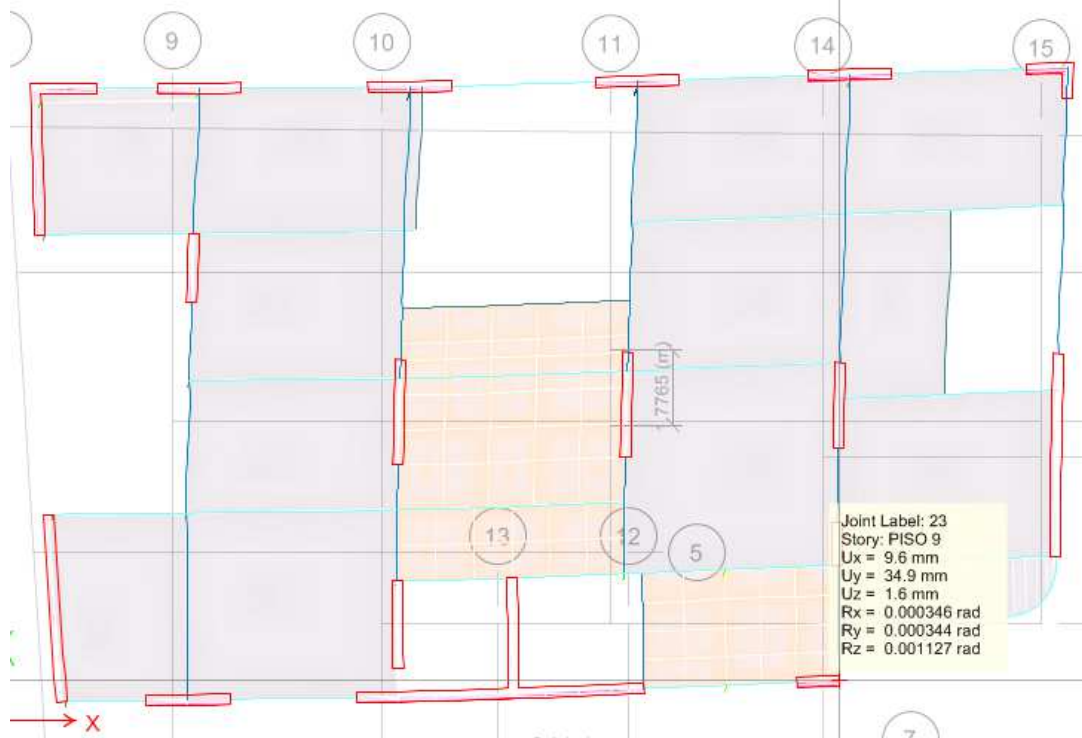 9
10
11
14
15
1,7765 (m)
13
12
5
Joint Label: 23
Story: PISO 9
Ux = 9.6 mm
Uy = 34.9 mm
Uz = 1.6 mm
Rx = 0.000346 rad
Ry = 0.000344 rad
Rz = 0.001127 rad
X
7